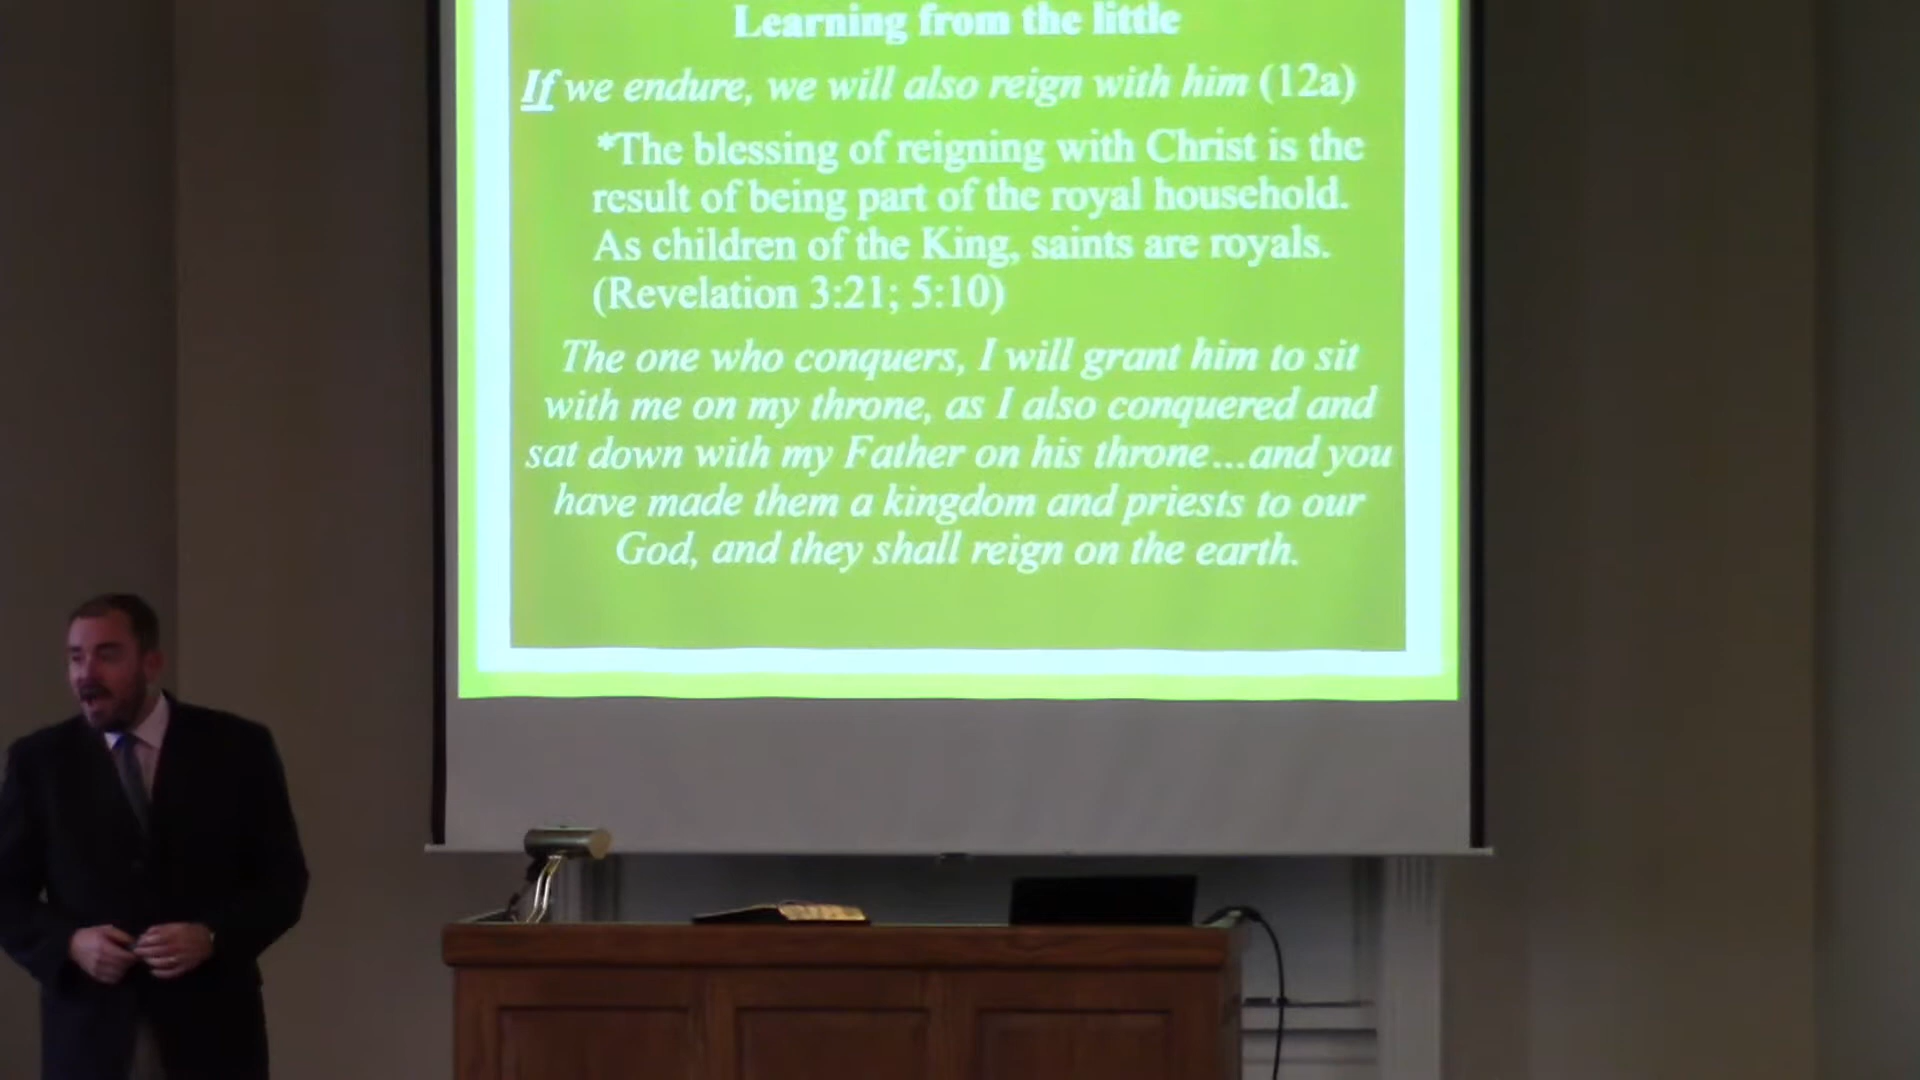 Learning from the little
If we endure, we will also reign with him (12a)
*The blessing of reigning with Christ is the
result of being part of the royal household.
As children of the King, saints are royals.
(Revelation 3:21; 5:10)
The one who conquers, I will grant him to sit
with me on my throne, as I also conquered and
sat down with my Father on his throne...and you
have made them a kingdom and priests to our
God, and they shall reign on the earth.